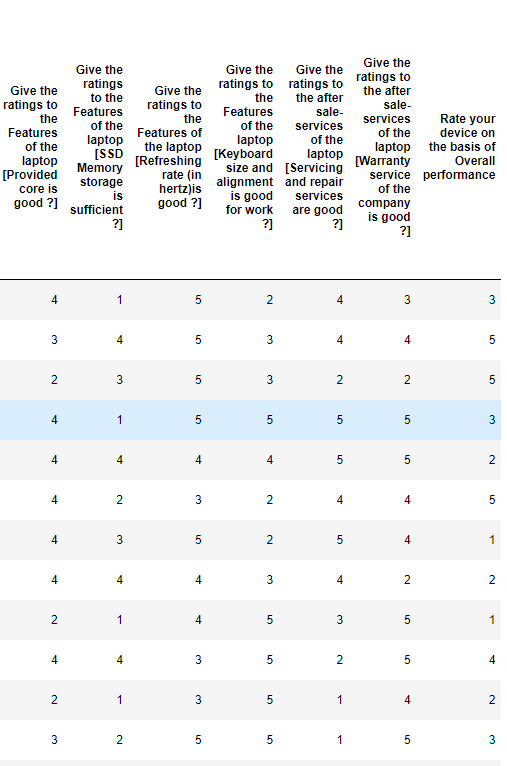 Give the ratings to the Features of the laptop [Provided core is good ?] Give the ratings to the Features of the laptop [SSD Memory storage is sufficient ?] Give the ratings to the Features of the laptop [Refreshing rate (in hertz)is good ?] Give the ratings to the Features of the laptop [Keyboard size and alignment is good for work ?] Give the ratings to the after sale-services of the laptop [Servicing and repair services are good ?] Give the ratings to the after sale-services of the laptop [Warranty service of the company is good ?] Rate your device on the basis of Overall performance
4 1 5 2 4 3 3
3 4 5 3 4 4 5
2 3 5 3 2 2 5
4 1 5 5 5 5 3
4 4 4 4 5 5 2
4 2 3 2 4 4 5
4 3 5 2 5 4 1
4 4 4 3 4 2 2
2 1 4 5 3 5 1
4 4 3 5 2 5 4
2 1 3 5 1 4 2
3 2 5 5 1 5 3